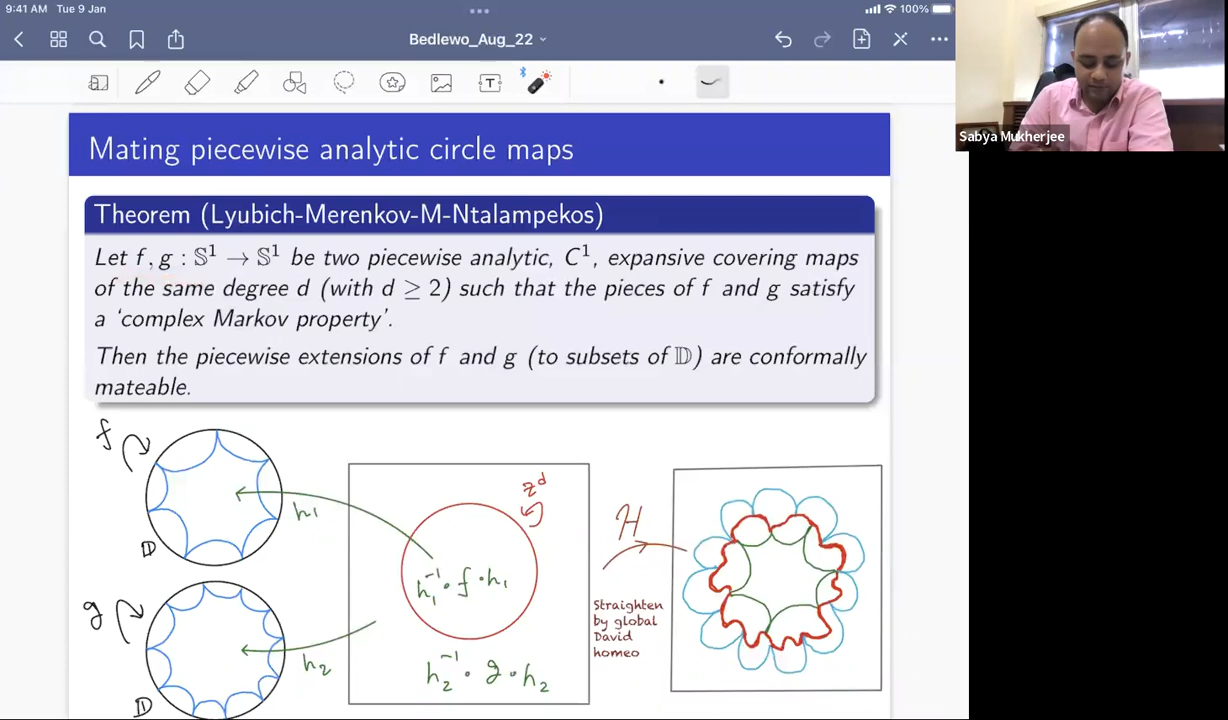 9:41 AM Tue 9 Jan
100%
Bedlewo_Aug_22
T
Sabya Mukherjee
Mating piecewise analytic circle maps
Theorem (Lyubich-Merenkov-M-Ntalampekos)
Let f, g : 𝕊¹ → 𝕊¹ be two piecewise analytic, C¹, expansive covering maps
of the same degree d (with d ≥ 2) such that the pieces of f and g satisfy
a ‘complex Markov property’.
Then the piecewise extensions of f and g (to subsets of 𝔻) are conformally
mateable.
f
𝔻
h₁
z^d
h₁⁻¹ ∘ f ∘ h₁
H
Straighten
by global
David
homeo
g
𝔻
h₂
h₂⁻¹ ∘ g ∘ h₂